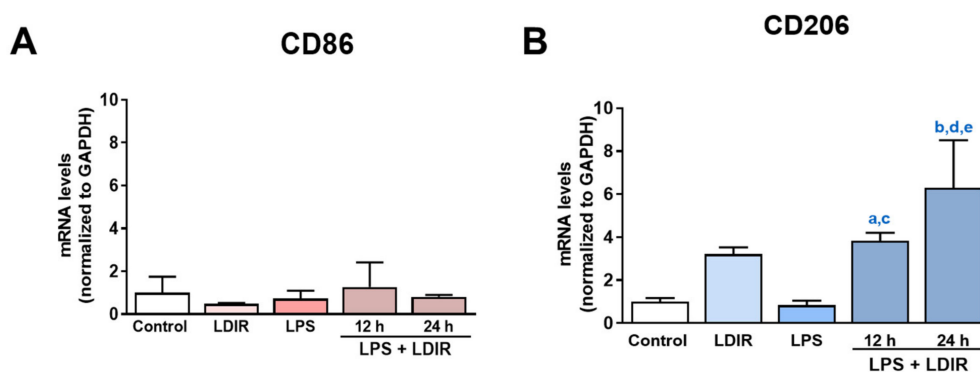 A
CD86
mRNA levels
(normalized to GAPDH)
10
8
6
4
2
0
Control LDIR LPS 12 h 24 h
LPS + LDIR
B
CD206
mRNA levels
(normalized to GAPDH)
10
8
6
4
2
0
a,c
b,d,e
Control LDIR LPS 12 h 24 h
LPS + LDIR